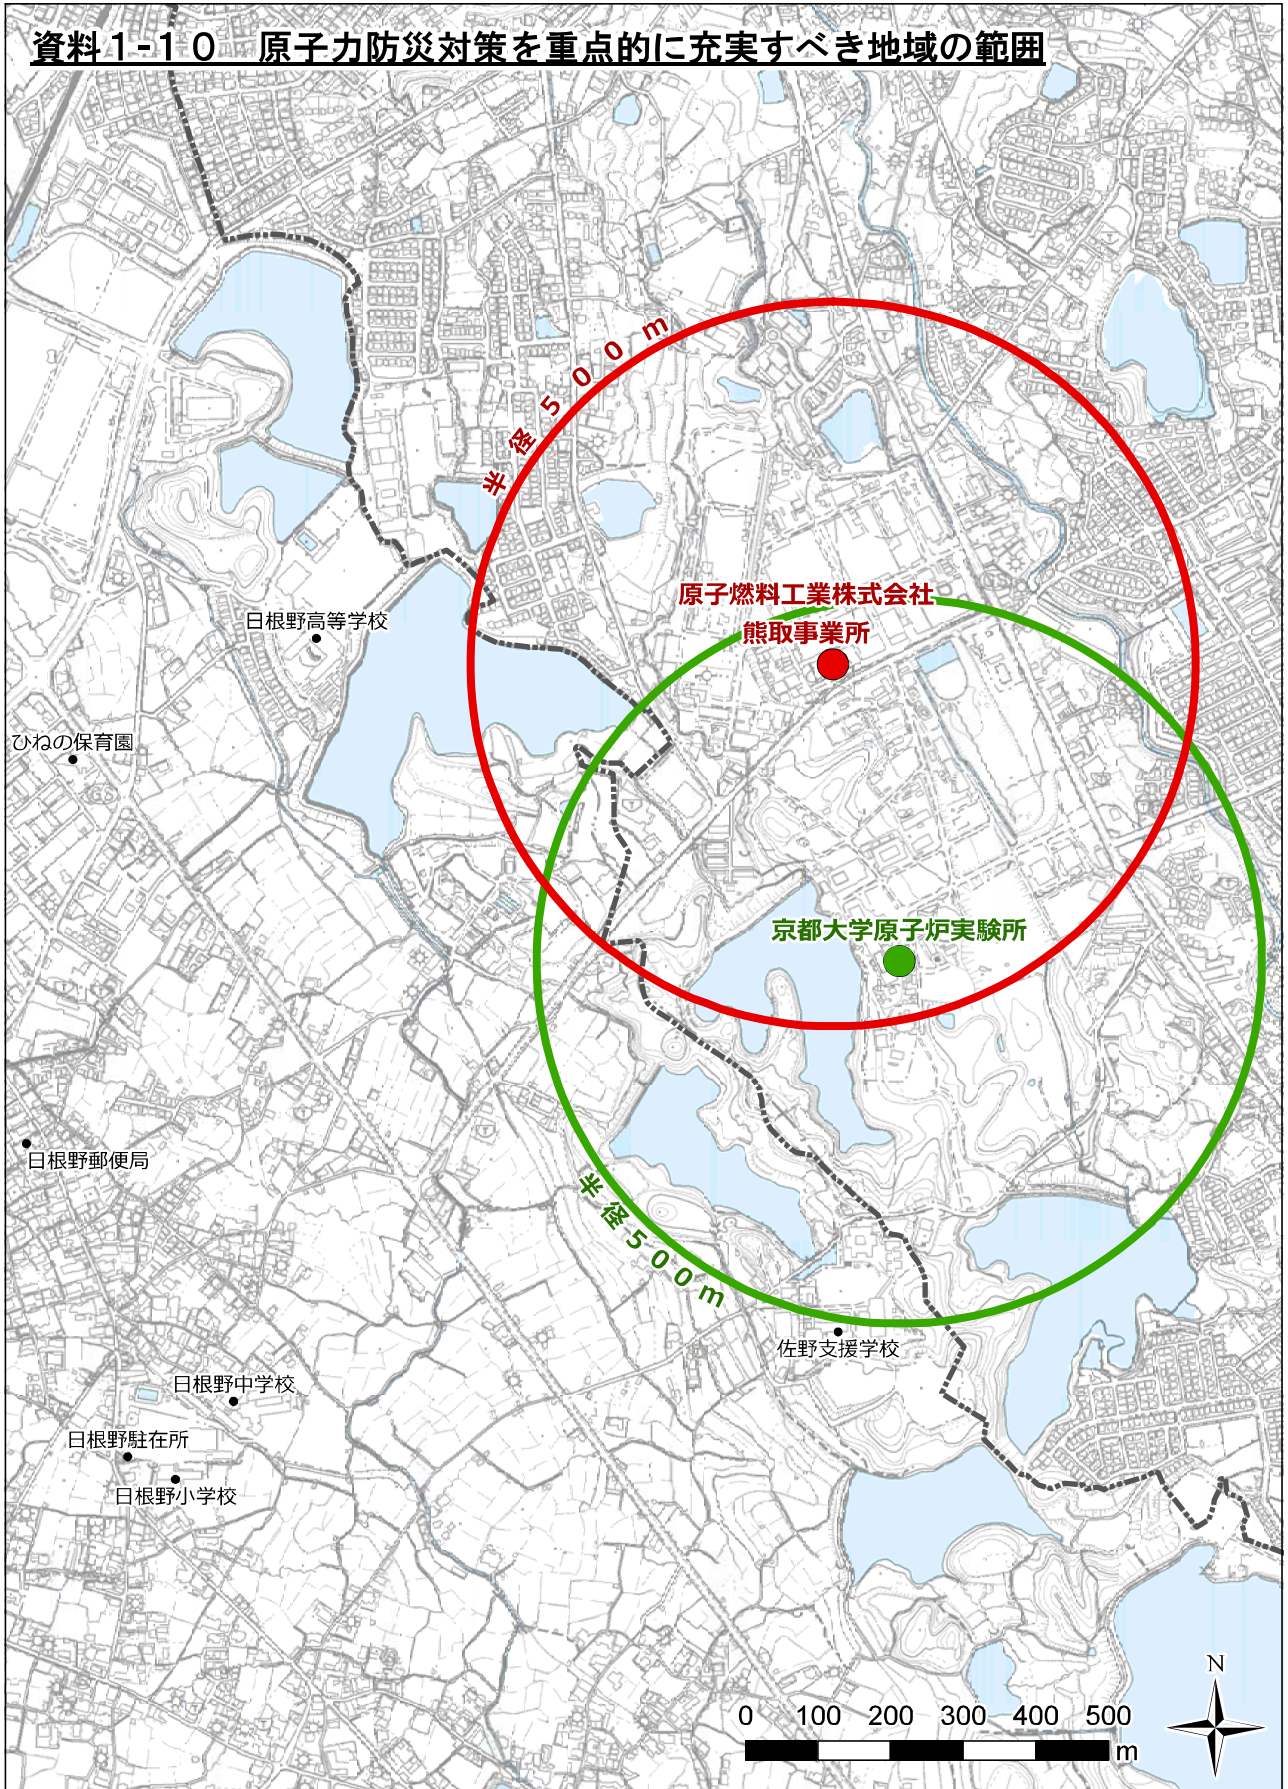 資料１-１０　原子力防災対策を重点的に充実すべき地域の範囲
半径５００ｍ
原子燃料工業株式会社
熊取事業所
日根野高等学校
ひねの保育園
京都大学原子炉実験所
日根野郵便局
半径５００ｍ
佐野支援学校
日根野中学校
日根野駐在所
日根野小学校
N
0 100 200 300 400 500
m